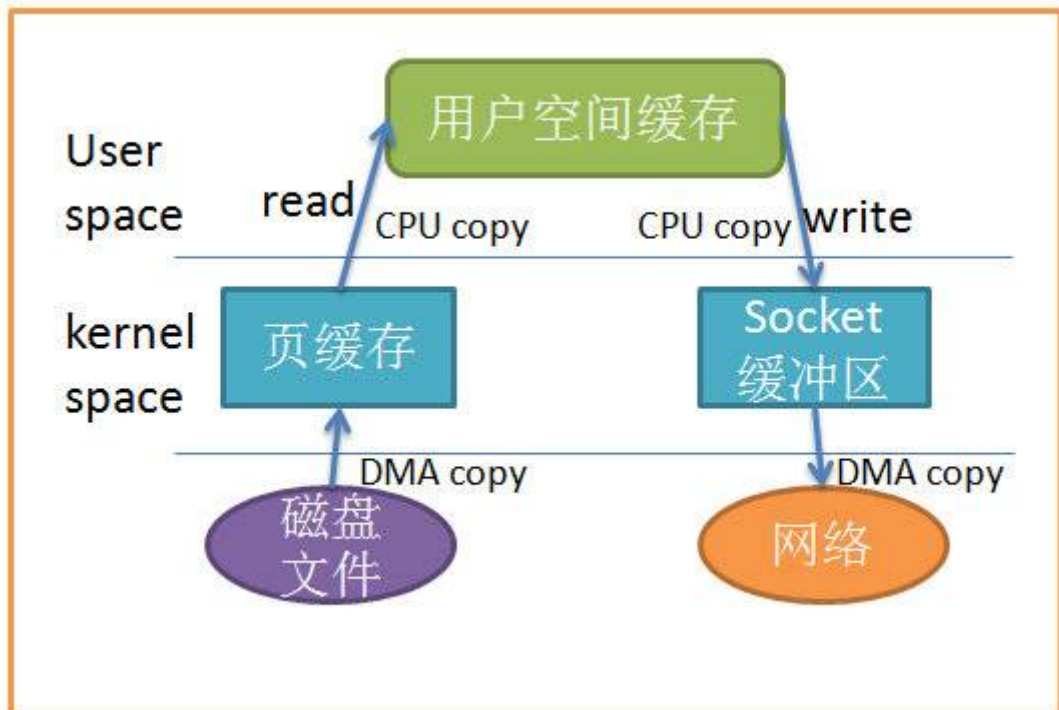 用户空间缓存
User
space
read
CPU copy
CPU copy
write
kernel
space
页缓存
Socket
缓冲区
DMA copy
DMA copy
磁盘
文件
网络